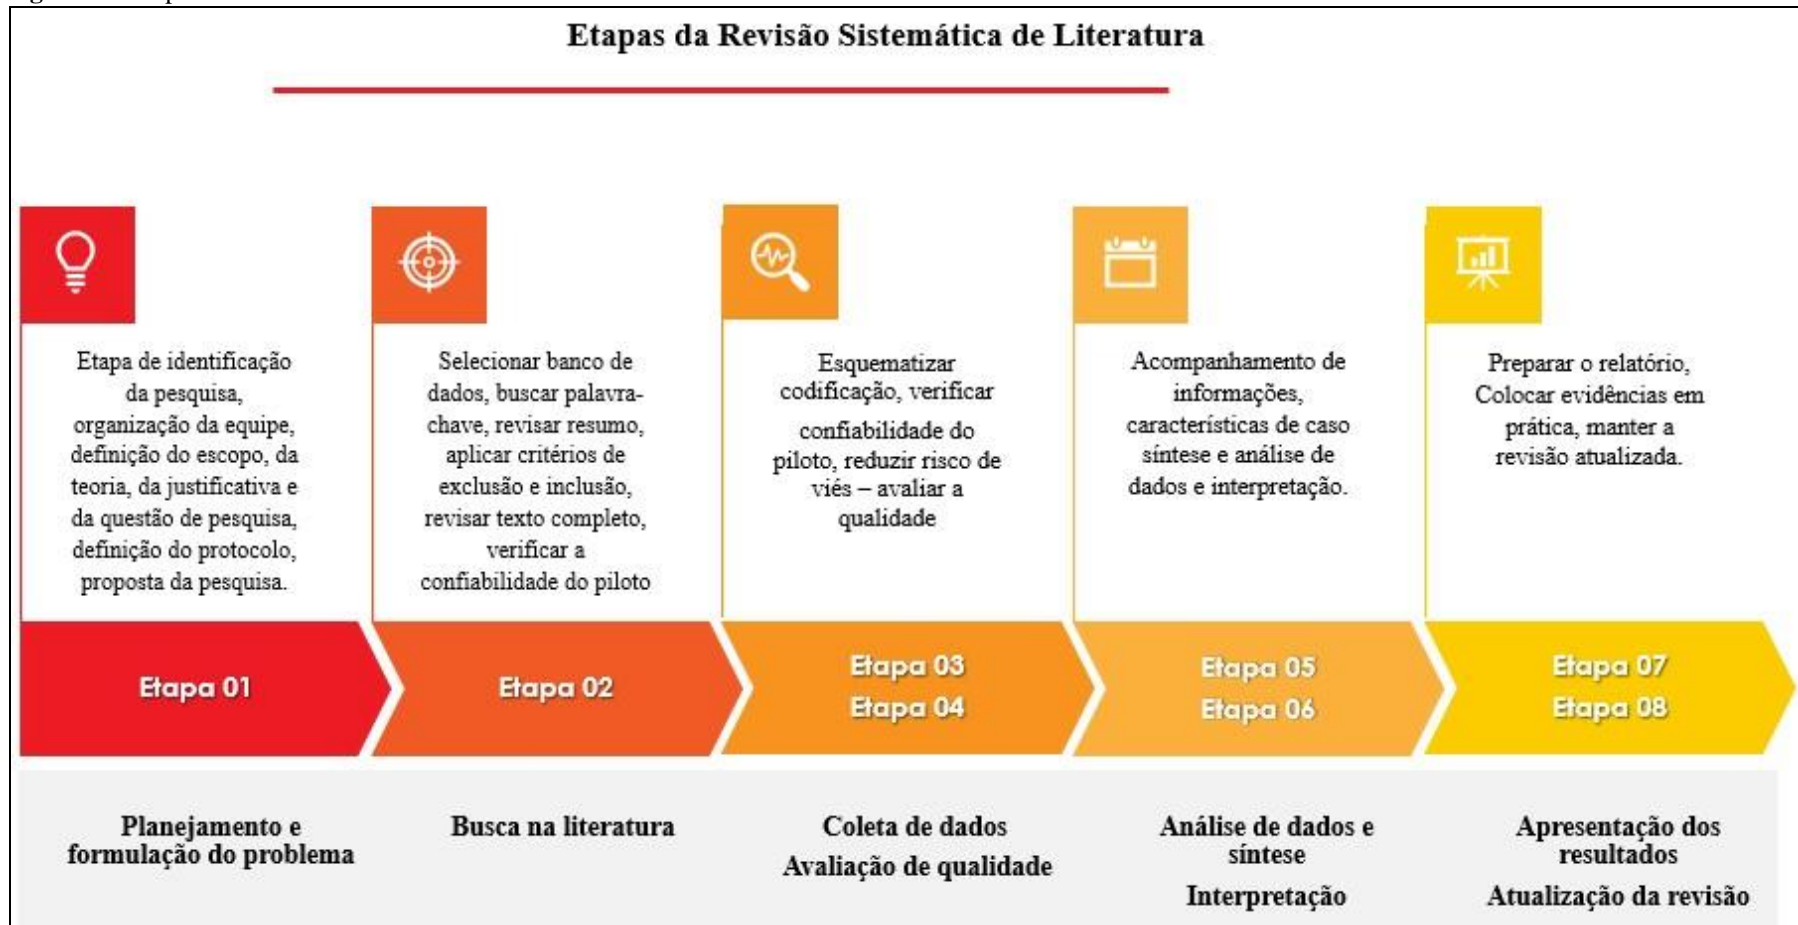 Etapas da Revisão Sistemática de Literatura
Etapa de identificação
da pesquisa,
organização da equipe,
definição do escopo, da
teoria, da justificativa e
da questão de pesquisa,
definição do protocolo,
proposta da pesquisa.
Selecionar banco de
dados, buscar palavra-
chave, revisar resumo,
aplicar critérios de
exclusão e inclusão,
revisar texto completo,
verificar a
confiabilidade do piloto
Esquematizar
codificação, verificar
confiabilidade do
piloto, reduzir risco de
viés – avaliar a
qualidade
Acompanhamento de
informações,
características de caso
síntese e análise de
dados e interpretação.
Preparar o relatório,
Colocar evidências em
prática, manter a
revisão atualizada.
Etapa 01
Etapa 02
Etapa 03
Etapa 04
Etapa 05
Etapa 06
Etapa 07
Etapa 08
Planejamento e
formulação do problema
Busca na literatura
Coleta de dados
Avaliação de qualidade
Análise de dados e
síntese
Interpretação
Apresentação dos
resultados
Atualização da revisão